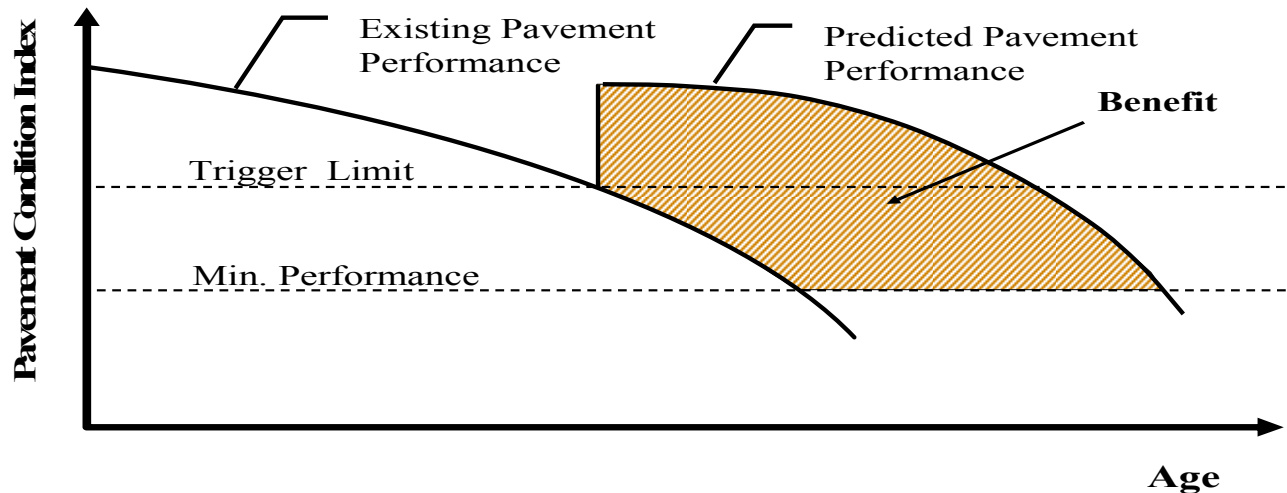 Existing Pavement
Performance
Predicted Pavement
Performance
Benefit
Trigger Limit
Min. Performance
Pavement Condition Index
Age